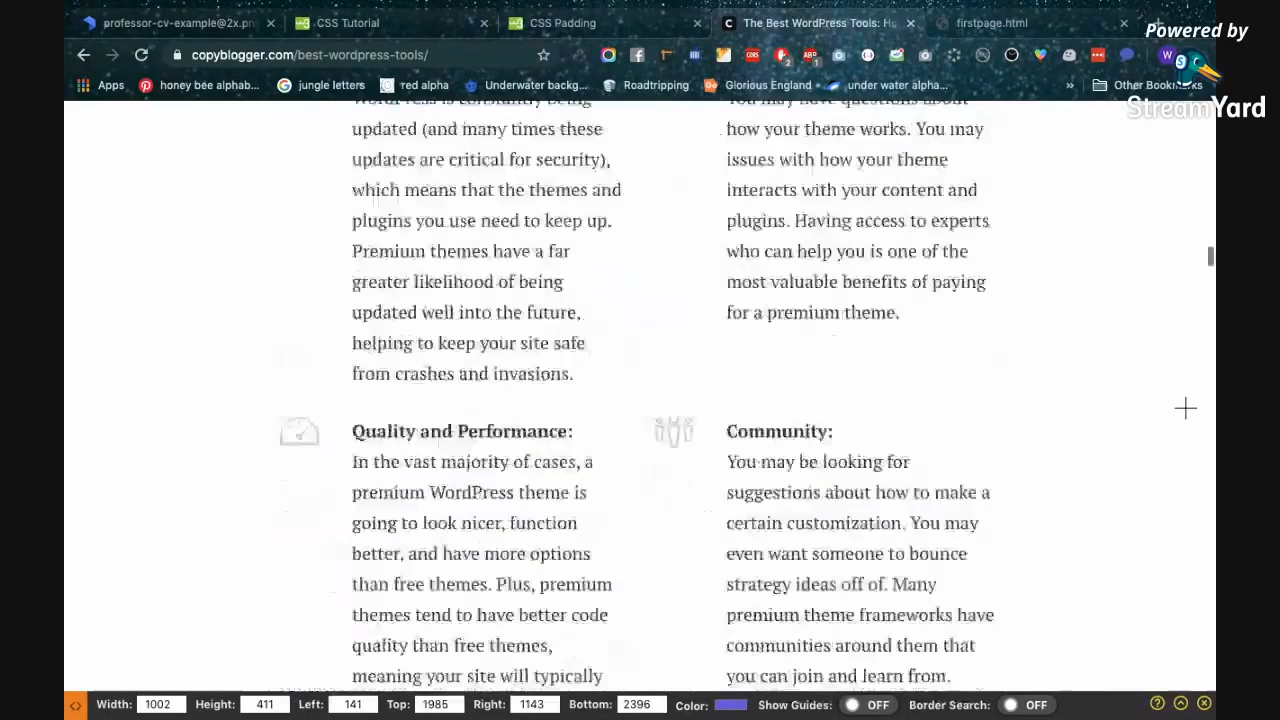 professor-cv-example@2x.pn
CSS Tutorial
CSS Padding
The Best WordPress Tools: Ho
firstpage.html
Powered by
copyblogger.com/best-wordpress-tools/
StreamYard
Apps
honey bee alphab...
jungle letters
red alpha
Underwater backg...
Roadtripping
Glorious England
under water alpha...
»
Other Bookmarks
WordPress is constantly being
updated (and many times these
updates are critical for security),
which means that the themes and
plugins you use need to keep up.
Premium themes have a far
greater likelihood of being
updated well into the future,
helping to keep your site safe
from crashes and invasions.
You may have questions about
how your theme works. You may
issues with how your theme
interacts with your content and
plugins. Having access to experts
who can help you is one of the
most valuable benefits of paying
for a premium theme.
Quality and Performance:
In the vast majority of cases, a
premium WordPress theme is
going to look nicer, function
better, and have more options
than free themes. Plus, premium
themes tend to have better code
quality than free themes,
meaning your site will typically
Community:
You may be looking for
suggestions about how to make a
certain customization. You may
even want someone to bounce
strategy ideas off of. Many
premium theme frameworks have
communities around them that
you can join and learn from.
Width: 1002 Height: 411 Left: 141 Top: 1985 Right: 1143 Bottom: 2396 Color: Show Guides: OFF Border Search: OFF